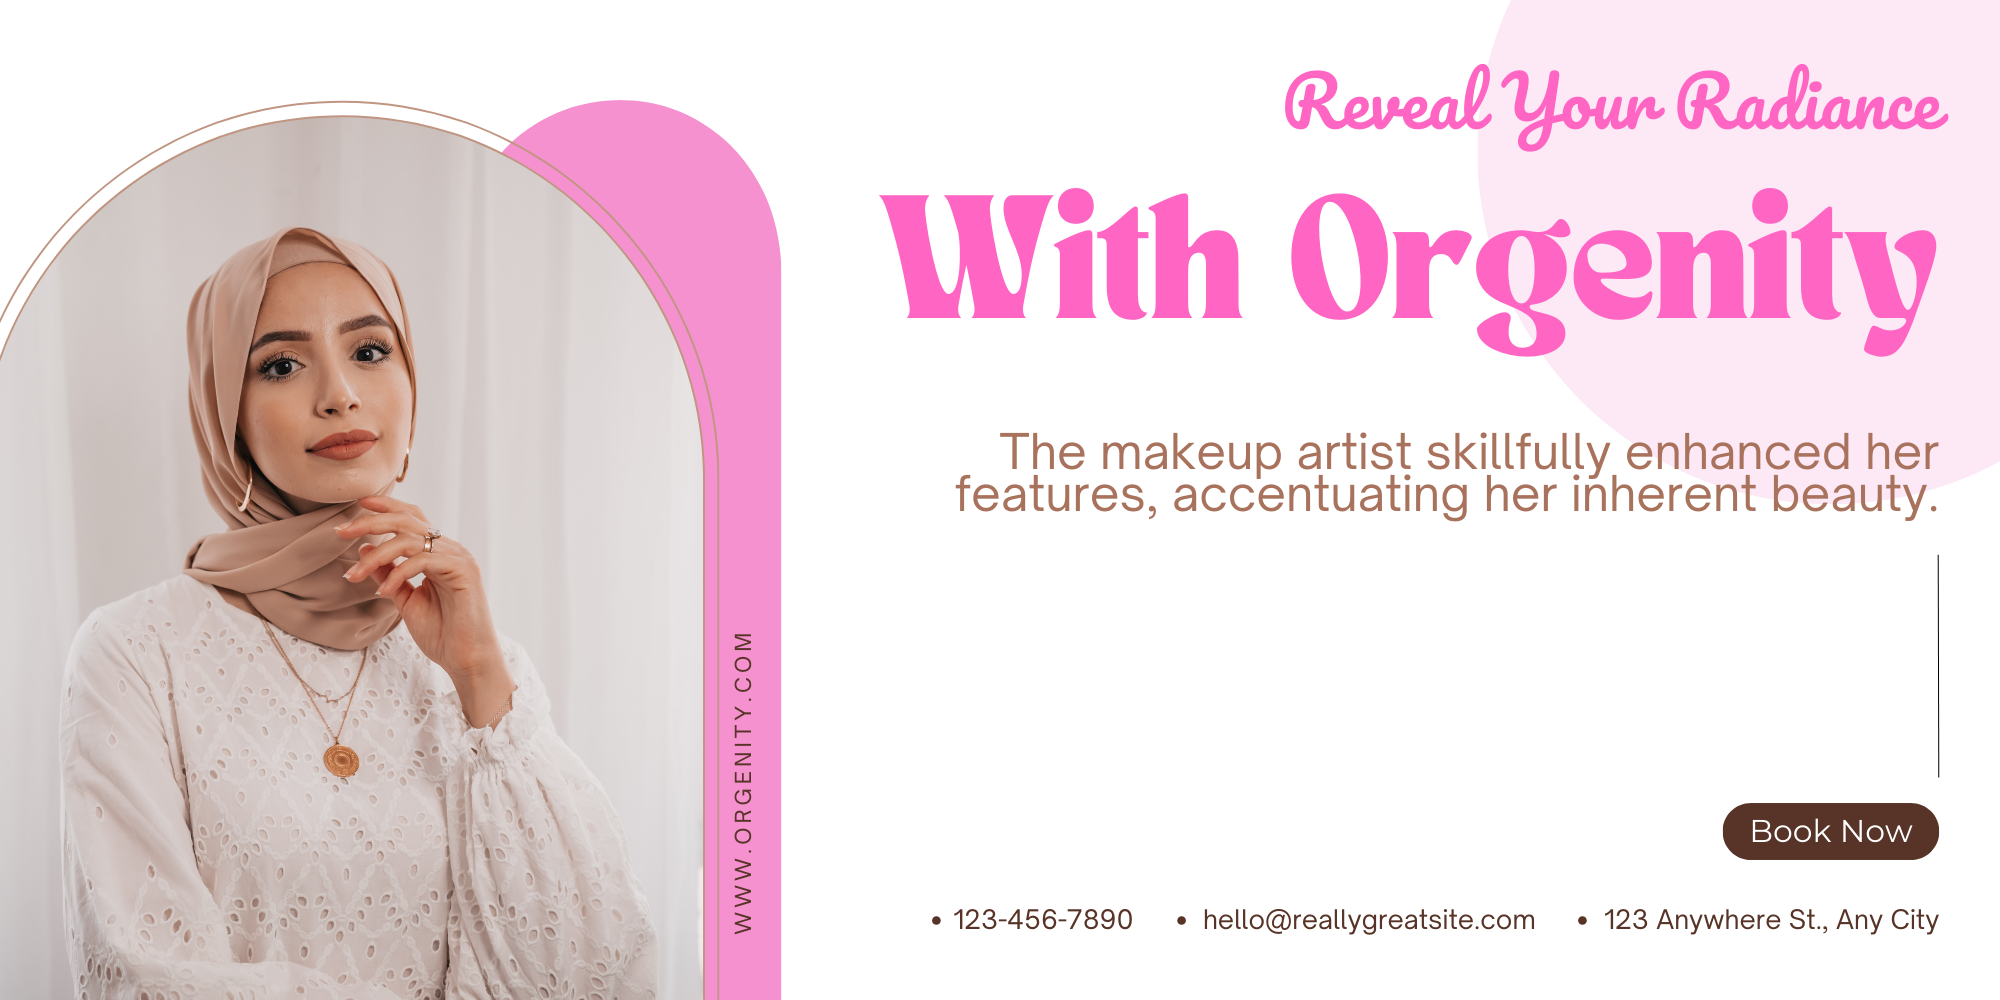 Reveal Your Radiance
With Orgenity
The makeup artist skillfully enhanced her
features, accentuating her inherent beauty.
WWW.ORGENITY.COM
Book Now
• 123-456-7890 • hello@reallygreatsite.com • 123 Anywhere St., Any City